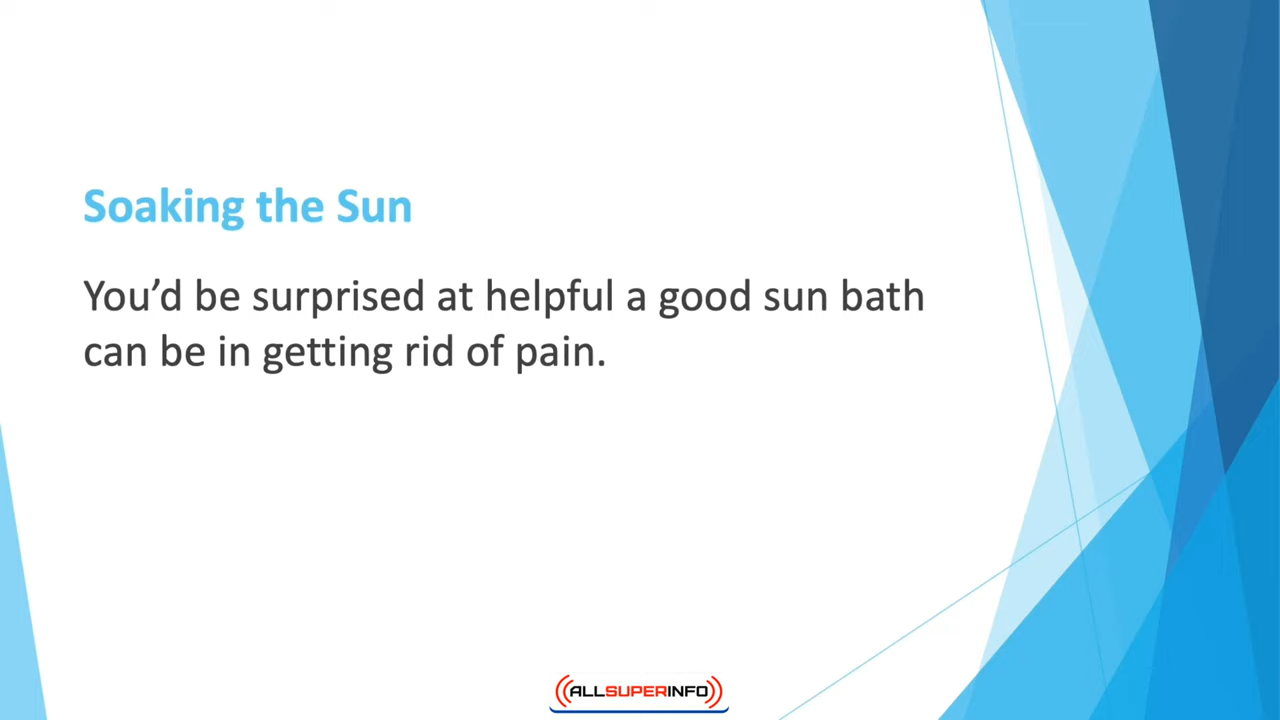 Soaking the Sun
You’d be surprised at helpful a good sun bath
can be in getting rid of pain.
ALLSUPERINFO